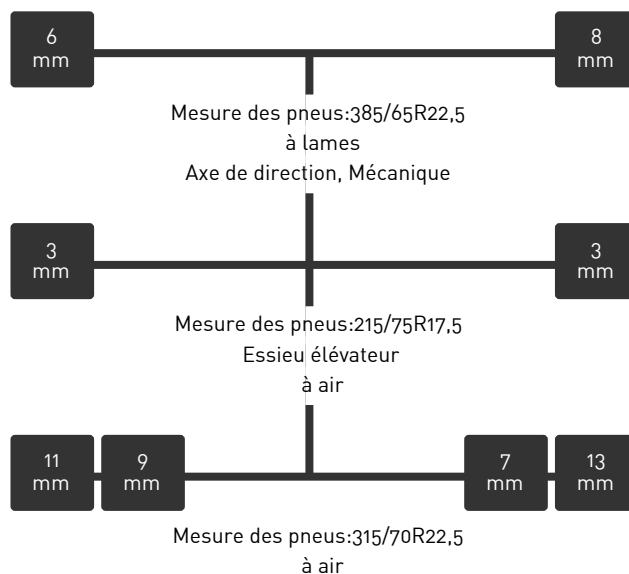 6
mm
8
mm
Mesure des pneus:385/65R22,5
à lames
Axe de direction, Mécanique
3
mm
3
mm
Mesure des pneus:215/75R17,5
Essieu élévateur
à air
11
mm
9
mm
7
mm
13
mm
Mesure des pneus:315/70R22,5
à air